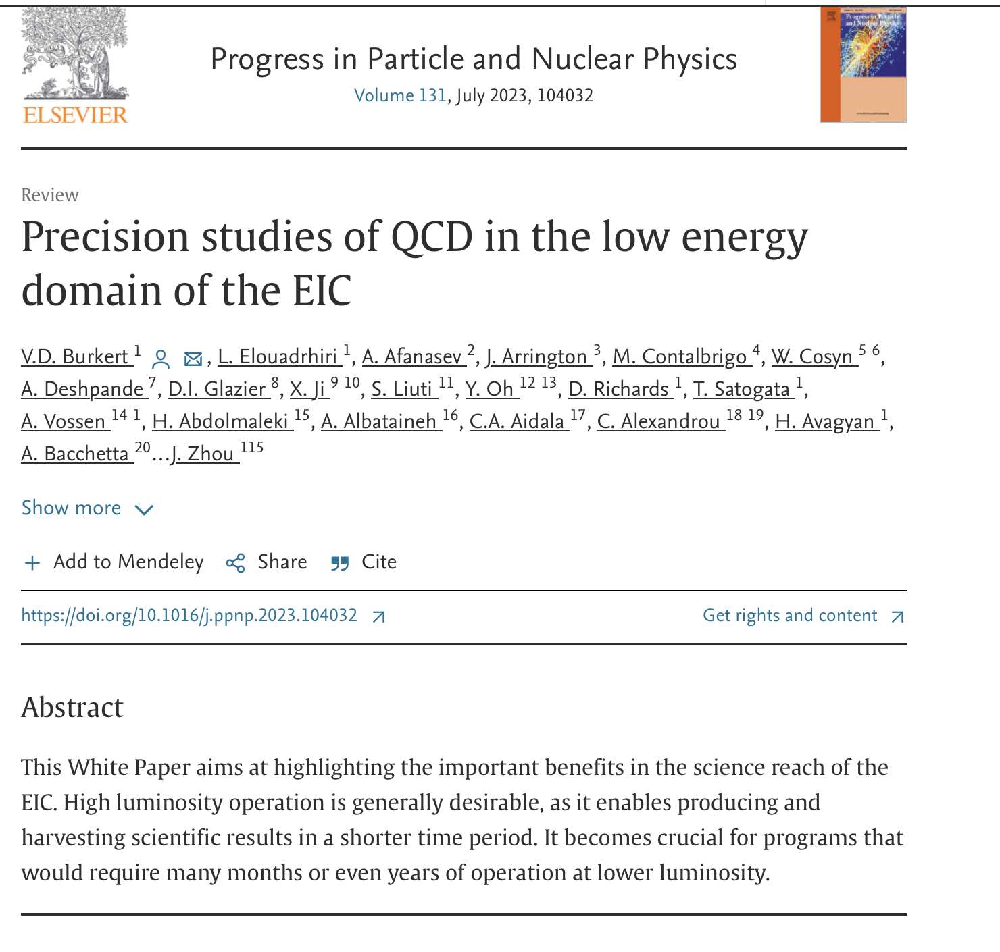 ELSEVIER
Progress in Particle and Nuclear Physics
Volume 131, July 2023, 104032
Progress in Particle
and Nuclear Physics
Review
Precision studies of QCD in the low energy
domain of the EIC
V.D. Burkert 1 , L. Elouadrhiri 1, A. Afanasev 2, J. Arrington 3, M. Contalbrigo 4, W. Cosyn 5 6,
A. Deshpande 7, D.I. Glazier 8, X. Ji 9 10, S. Liuti 11, Y. Oh 12 13, D. Richards 1, T. Satogata 1,
A. Vossen 14 1, H. Abdolmaleki 15, A. Albataineh 16, C.A. Aidala 17, C. Alexandrou 18 19, H. Avagyan 1,
A. Bacchetta 20…J. Zhou 115
Show more
Add to Mendeley Share Cite
https://doi.org/10.1016/j.ppnp.2023.104032 Get rights and content
Abstract
This White Paper aims at highlighting the important benefits in the science reach of the
EIC. High luminosity operation is generally desirable, as it enables producing and
harvesting scientific results in a shorter time period. It becomes crucial for programs that
would require many months or even years of operation at lower luminosity.